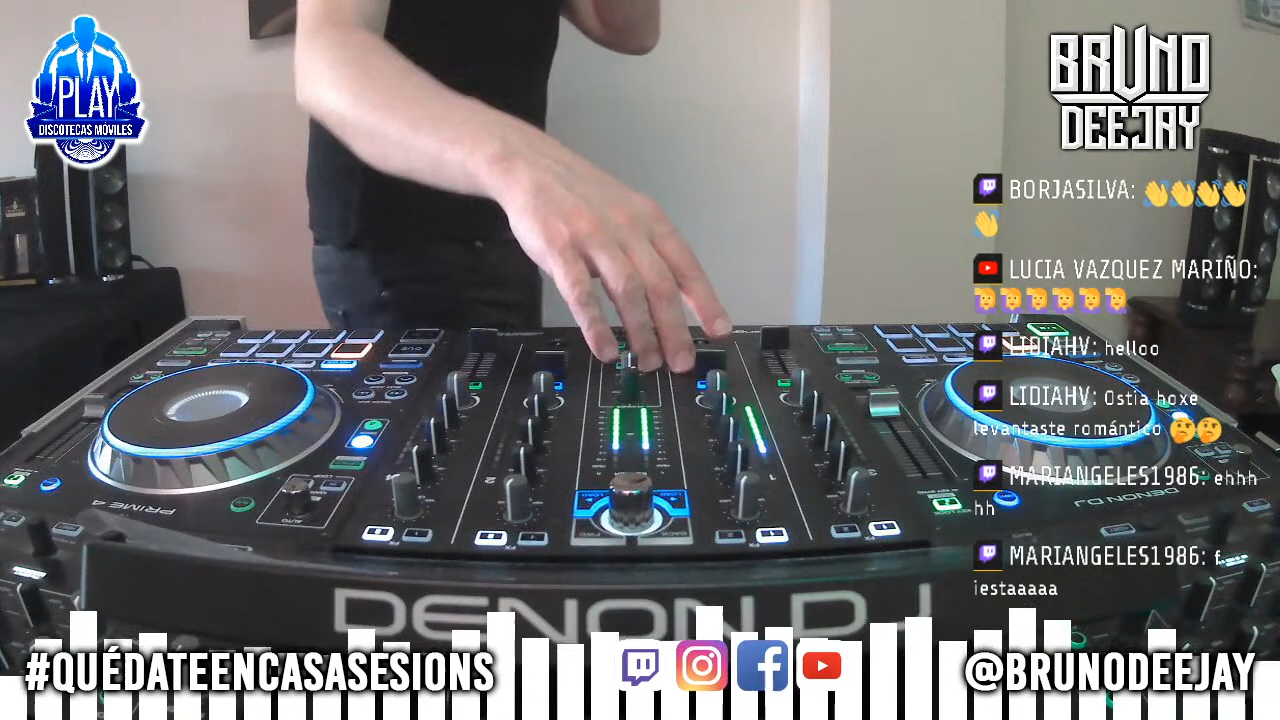 PLAY
DISCOTECAS MÓVILES
BRUNO
DEEJAY
BORJASILVA: 👋👋👋👋
👋
LUCIA VAZQUEZ MARIÑO:
🙋🙋🙋🙋🙋🙋
LIDIAHV: helloo
LIDIAHV: Ostia hoxe
levantaste romántico 🤔🤔
MARIANGELES1986: ehhh
hh
MARIANGELES1986: f
iestaaaaa
PRIME 4
DENON DJ
DENON DJ
#QUÉDATEENCASASESIONS
@BRUNODEEJAY